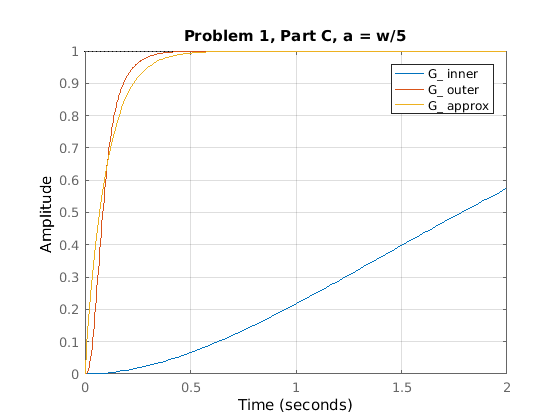 Problem 1, Part C, a = w/5
G_ inner
G_ outer
G_ approx
Amplitude
1
0.9
0.8
0.7
0.6
0.5
0.4
0.3
0.2
0.1
0
0 0.5 1 1.5 2
Time (seconds)